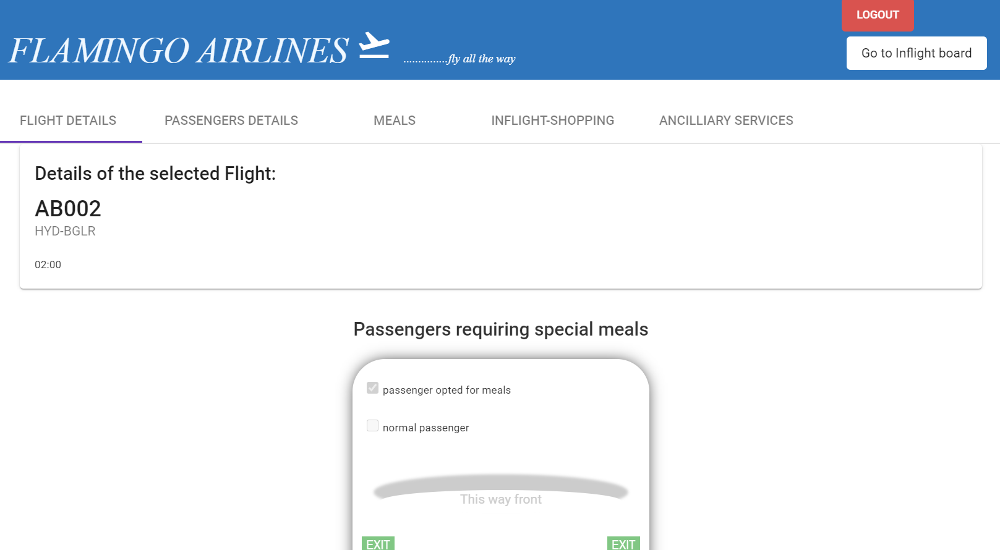 LOGOUT
FLAMINGO AIRLINES
...............fly all the way
Go to Inflight board
FLIGHT DETAILS
PASSENGERS DETAILS
MEALS
INFLIGHT-SHOPPING
ANCILLIARY SERVICES
Details of the selected Flight:
AB002
HYD-BGLR
02:00
Passengers requiring special meals
passenger opted for meals
normal passenger
This way front
EXIT
EXIT